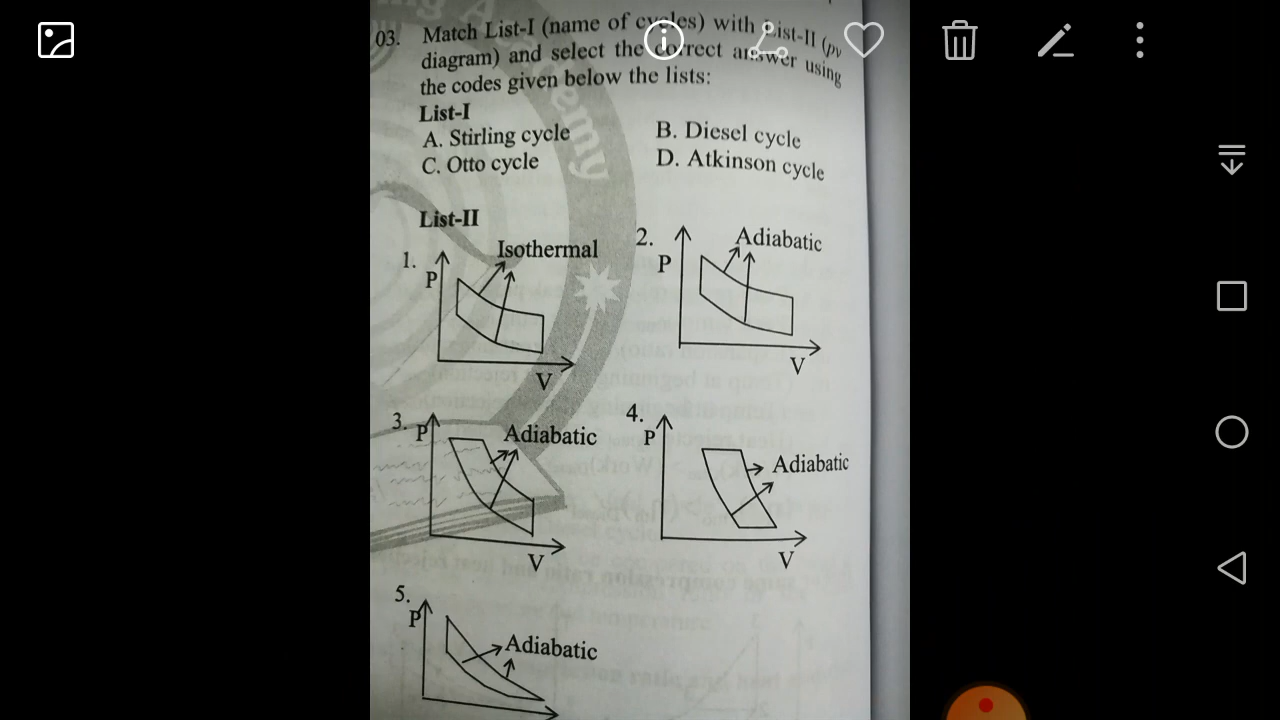 03. Match List-I (name of cycles) with List-II (pv
diagram) and select the correct answer using
the codes given below the lists:
List-I
A. Stirling cycle B. Diesel cycle
C. Otto cycle D. Atkinson cycle
List-II
1. Isothermal
P
V
2. Adiabatic
P
V
3. Adiabatic
P
V
4. Adiabatic
P
V
5. Adiabatic
P